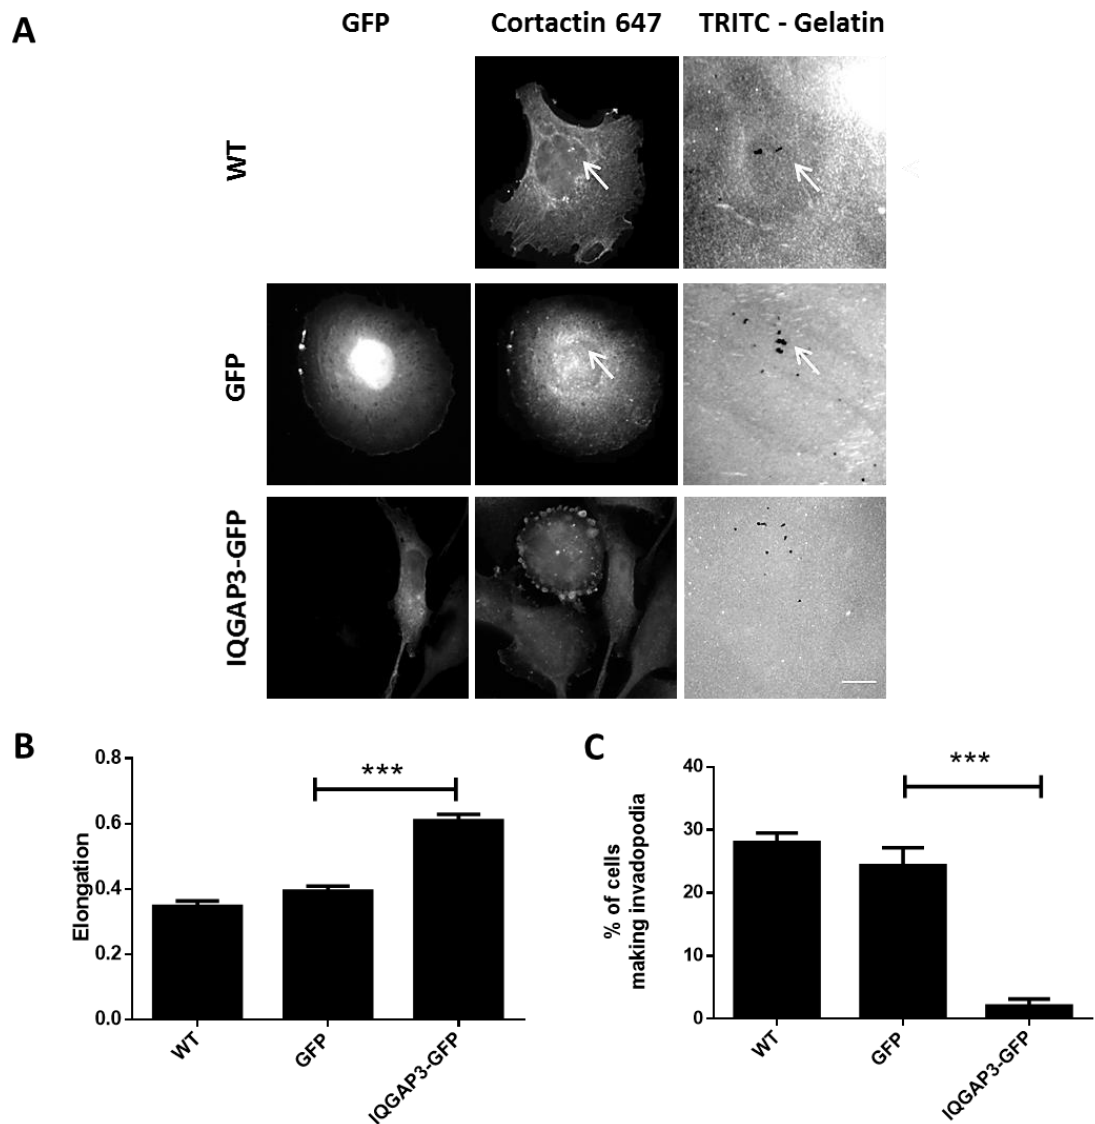 A
GFP
Cortactin 647
TRITC - Gelatin
WT
GFP
IQGAP3-GFP
B
0.8
0.6
0.4
0.2
0.0
Elongation
***
WT
GFP
IQGAP3-GFP
C
40
30
20
10
0
% of cells
making invadopodia
***
WT
GFP
IQGAP3-GFP